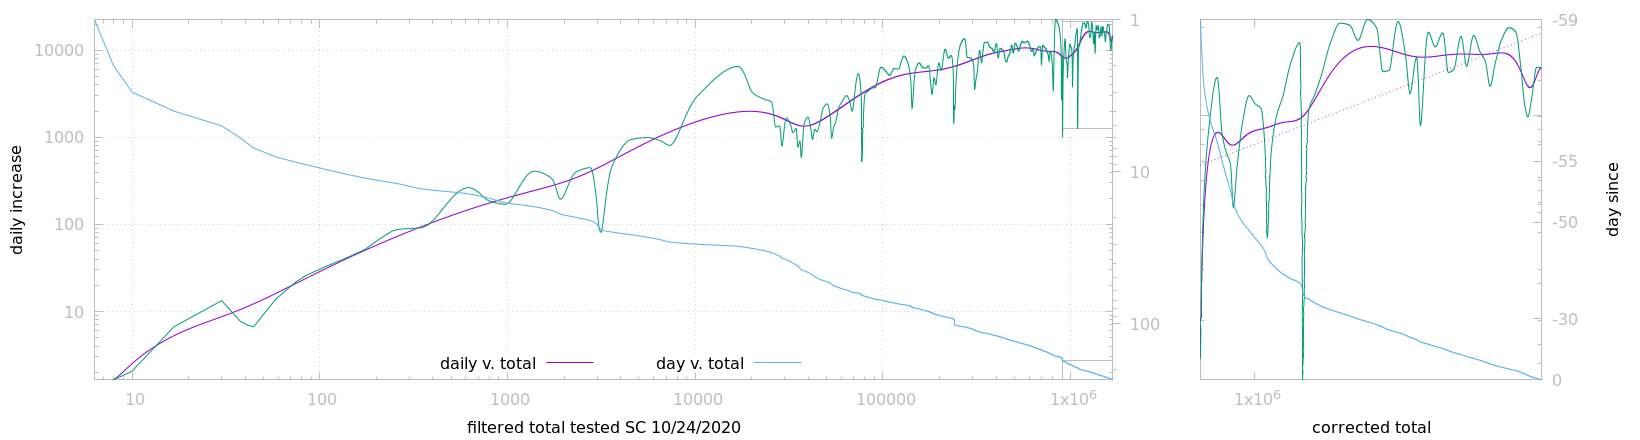 10000
1000
100
10
daily increase
daily v. total
day v. total
10
100
1000
10000
100000
1x10^6
filtered total tested SC 10/24/2020
1
10
100
-59
-55
-50
-30
0
day since
1x10^6
corrected total